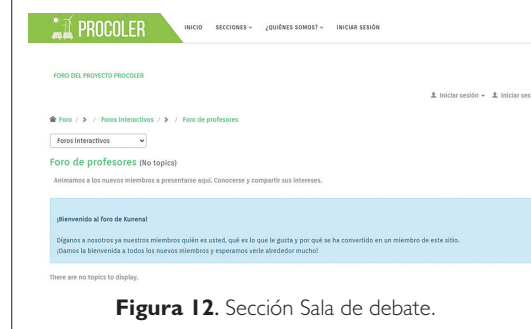 PROCOLER
INICIO SECCIONES ¿QUIÉNES SOMOS? INICIAR SESIÓN
FORO DEL PROYECTO PROCOLER
Iniciar sesión Iniciar ses
Foro / > / Foros Interactivos / > / Foro de profesores
Foros Interactivos
Foro de profesores (No topics)
Animamos a los nuevos miembros a presentarse aquí. Conocerse y compartir sus intereses.
¡Bienvenido al foro de Kunena!
Díganos a nosotros ya nuestros miembros quién es usted, qué es lo que le gusta y por qué se ha convertido en un miembro de este sitio.
¡Damos la bienvenida a todos los nuevos miembros y esperamos verle alrededor mucho!
There are no topics to display.
Figura 12. Sección Sala de debate.